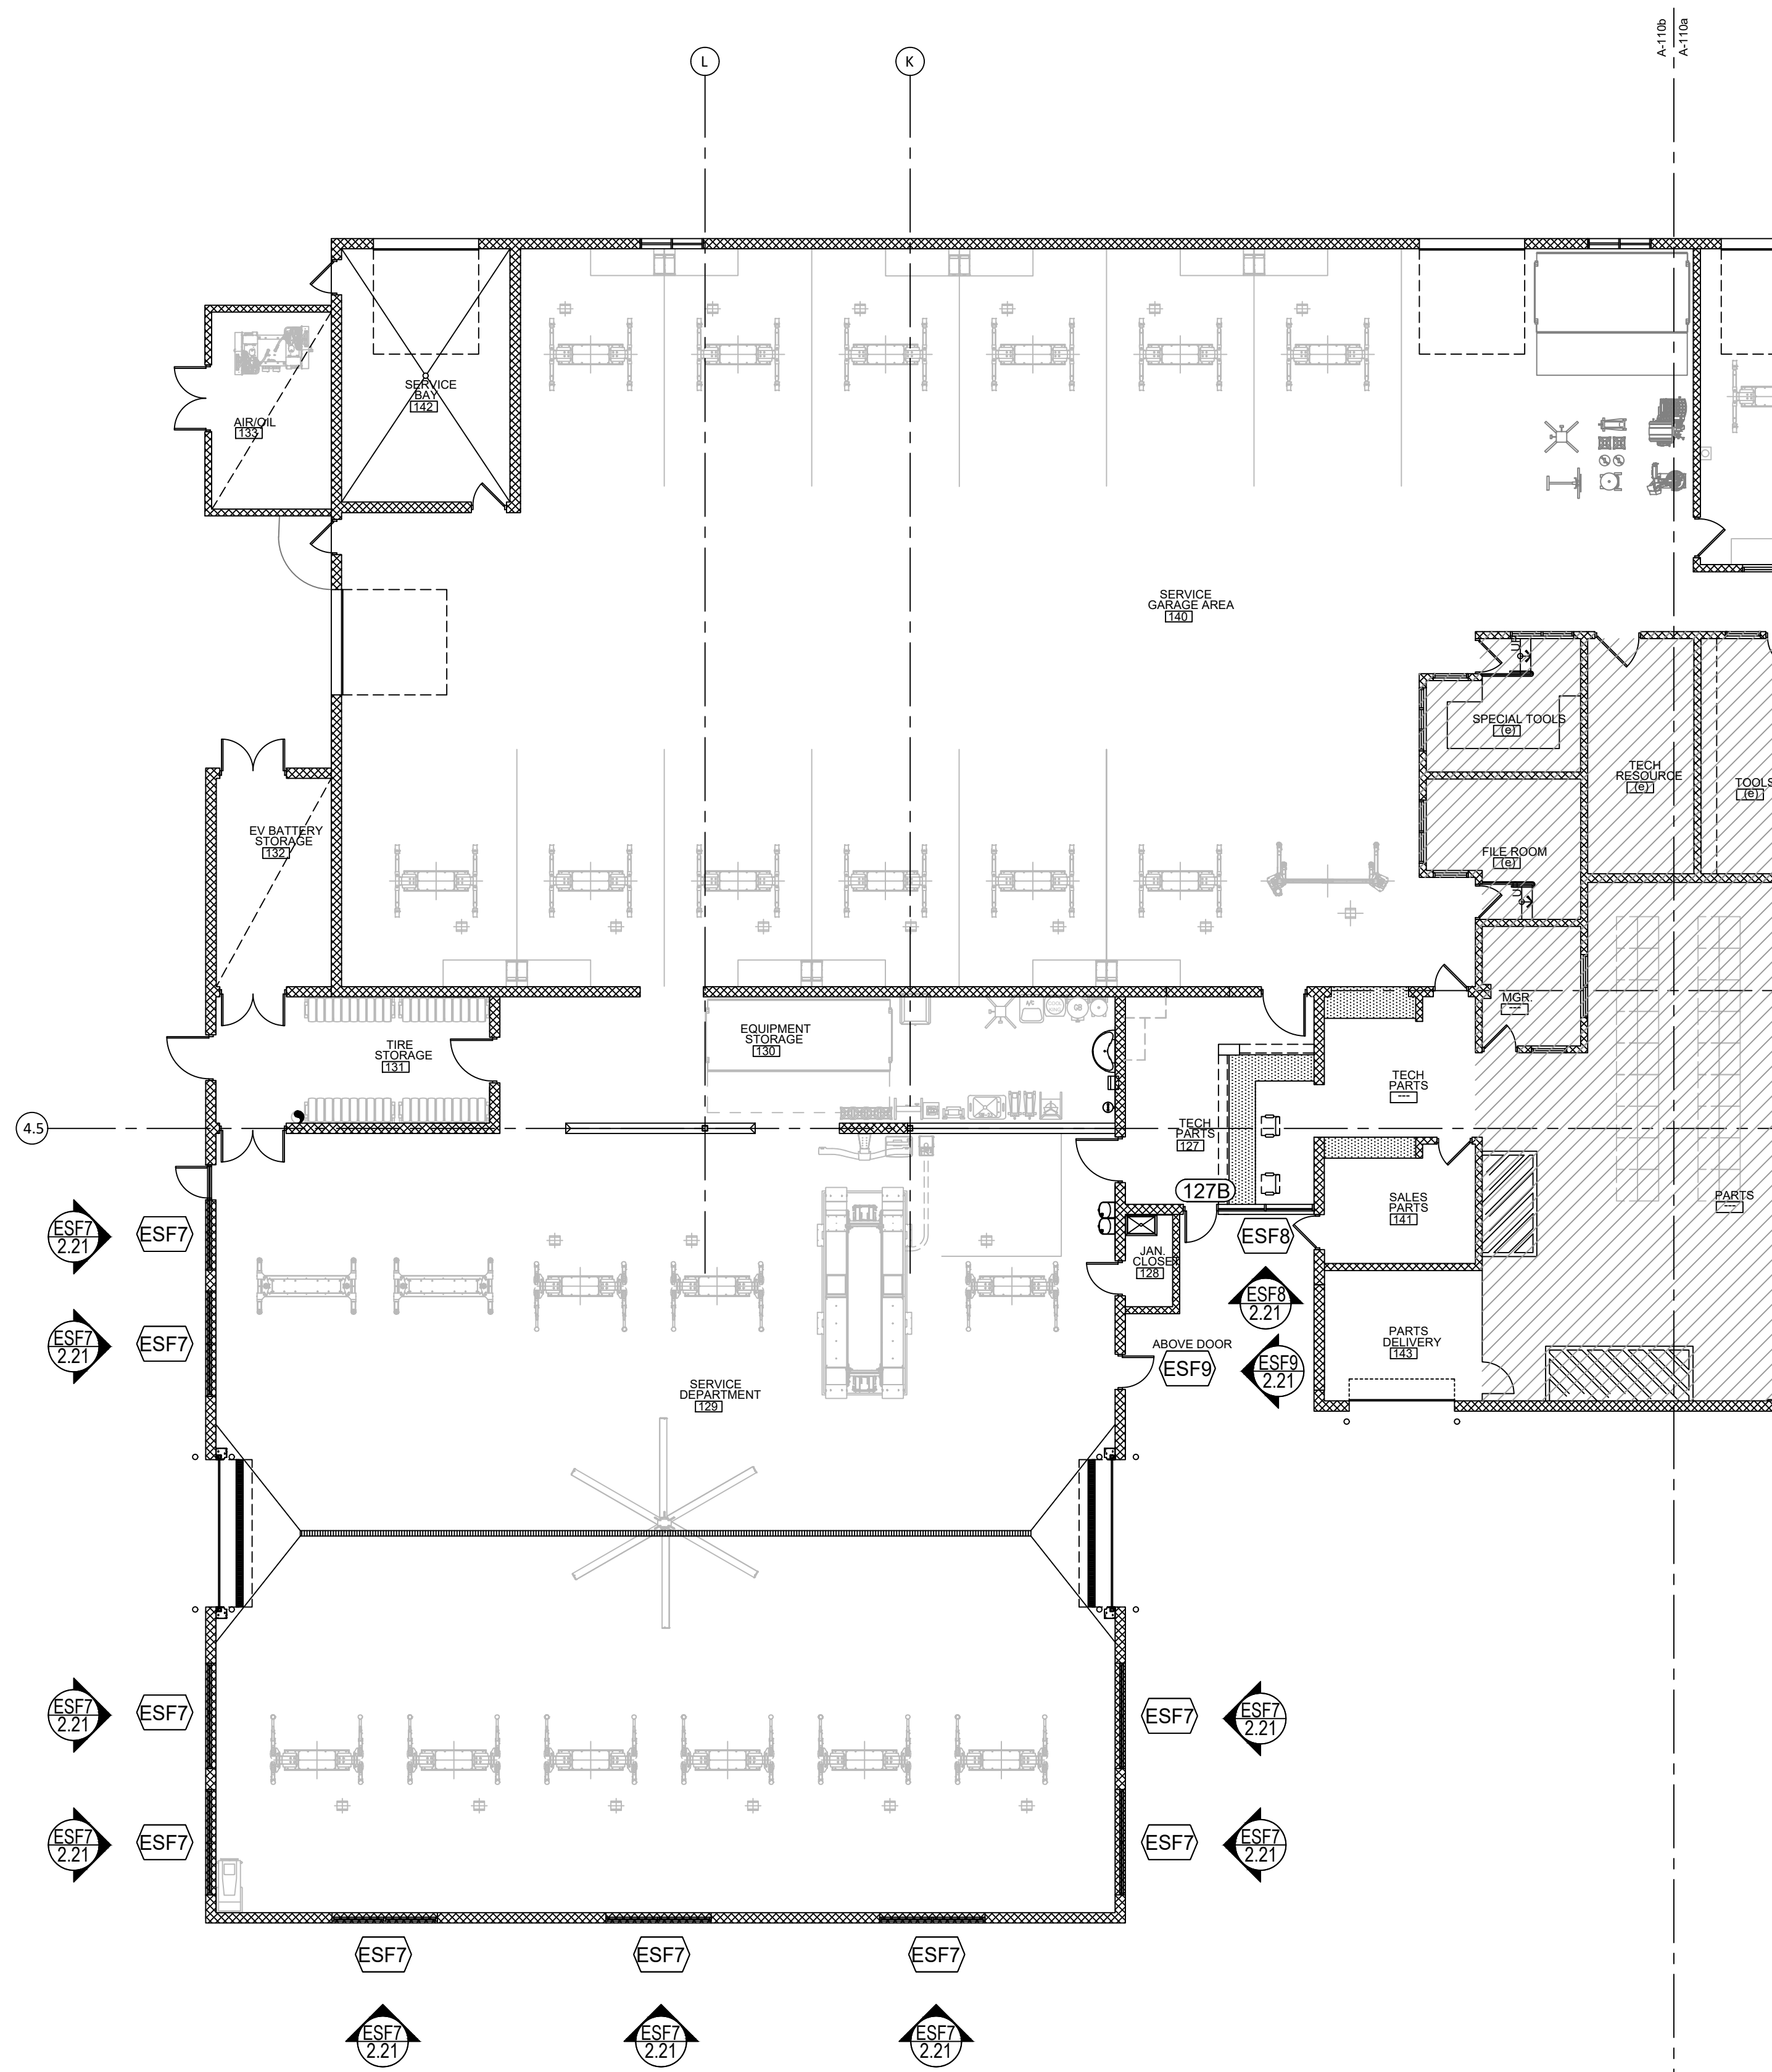 A-110b
A-110a
L
K
SERVICE
BAY
142
AIR/OIL
133
SERVICE
GARAGE AREA
140
SPECIAL TOOLS
(e)
TECH
RESOURCE
(e)
TOOLS
(e)
EV BATTERY
STORAGE
132
FILE ROOM
(e)
MGR.
---
EQUIPMENT
STORAGE
130
TIRE
STORAGE
131
TECH
PARTS
---
4.5
TECH
PARTS
127
127B
SALES
PARTS
141
PARTS
---
ESF7
2.21
ESF7
ESF8
JAN.
CLOSET
128
ESF8
2.21
ESF7
2.21
ESF7
ABOVE DOOR
ESF9
ESF9
2.21
PARTS
DELIVERY
143
SERVICE
DEPARTMENT
129
ESF7
2.21
ESF7
ESF7
ESF7
2.21
ESF7
2.21
ESF7
ESF7
ESF7
2.21
ESF7
ESF7
ESF7
ESF7
2.21
ESF7
2.21
ESF7
2.21